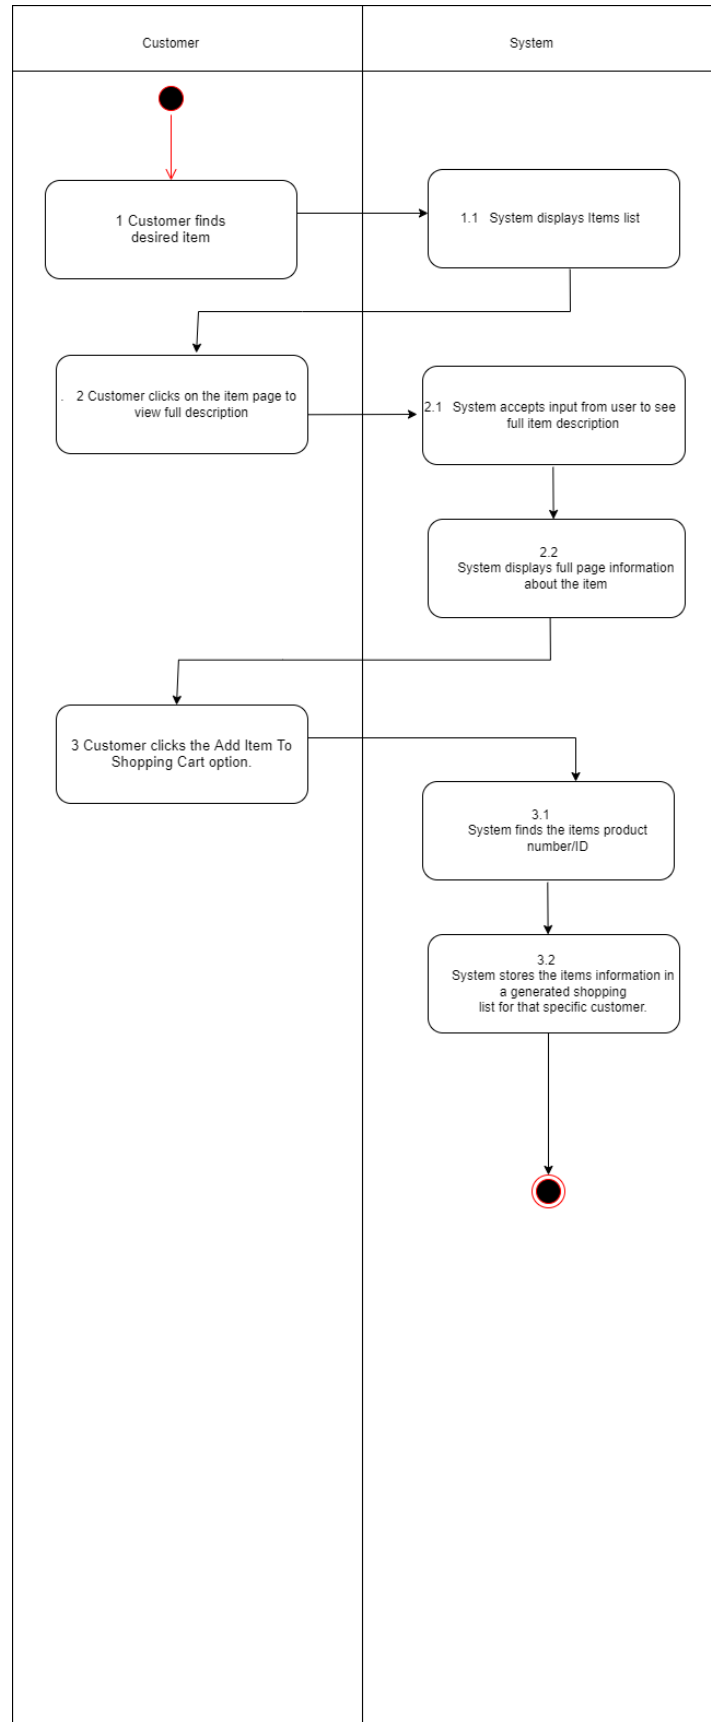 Customer
System
1 Customer finds
desired item
1.1 System displays Items list
. 2 Customer clicks on the item page to
view full description
2.1 System accepts input from user to see
full item description
2.2
System displays full page information
about the item
3 Customer clicks the Add Item To
Shopping Cart option.
3.1
System finds the items product
number/ID
3.2
System stores the items information in
a generated shopping
list for that specific customer.